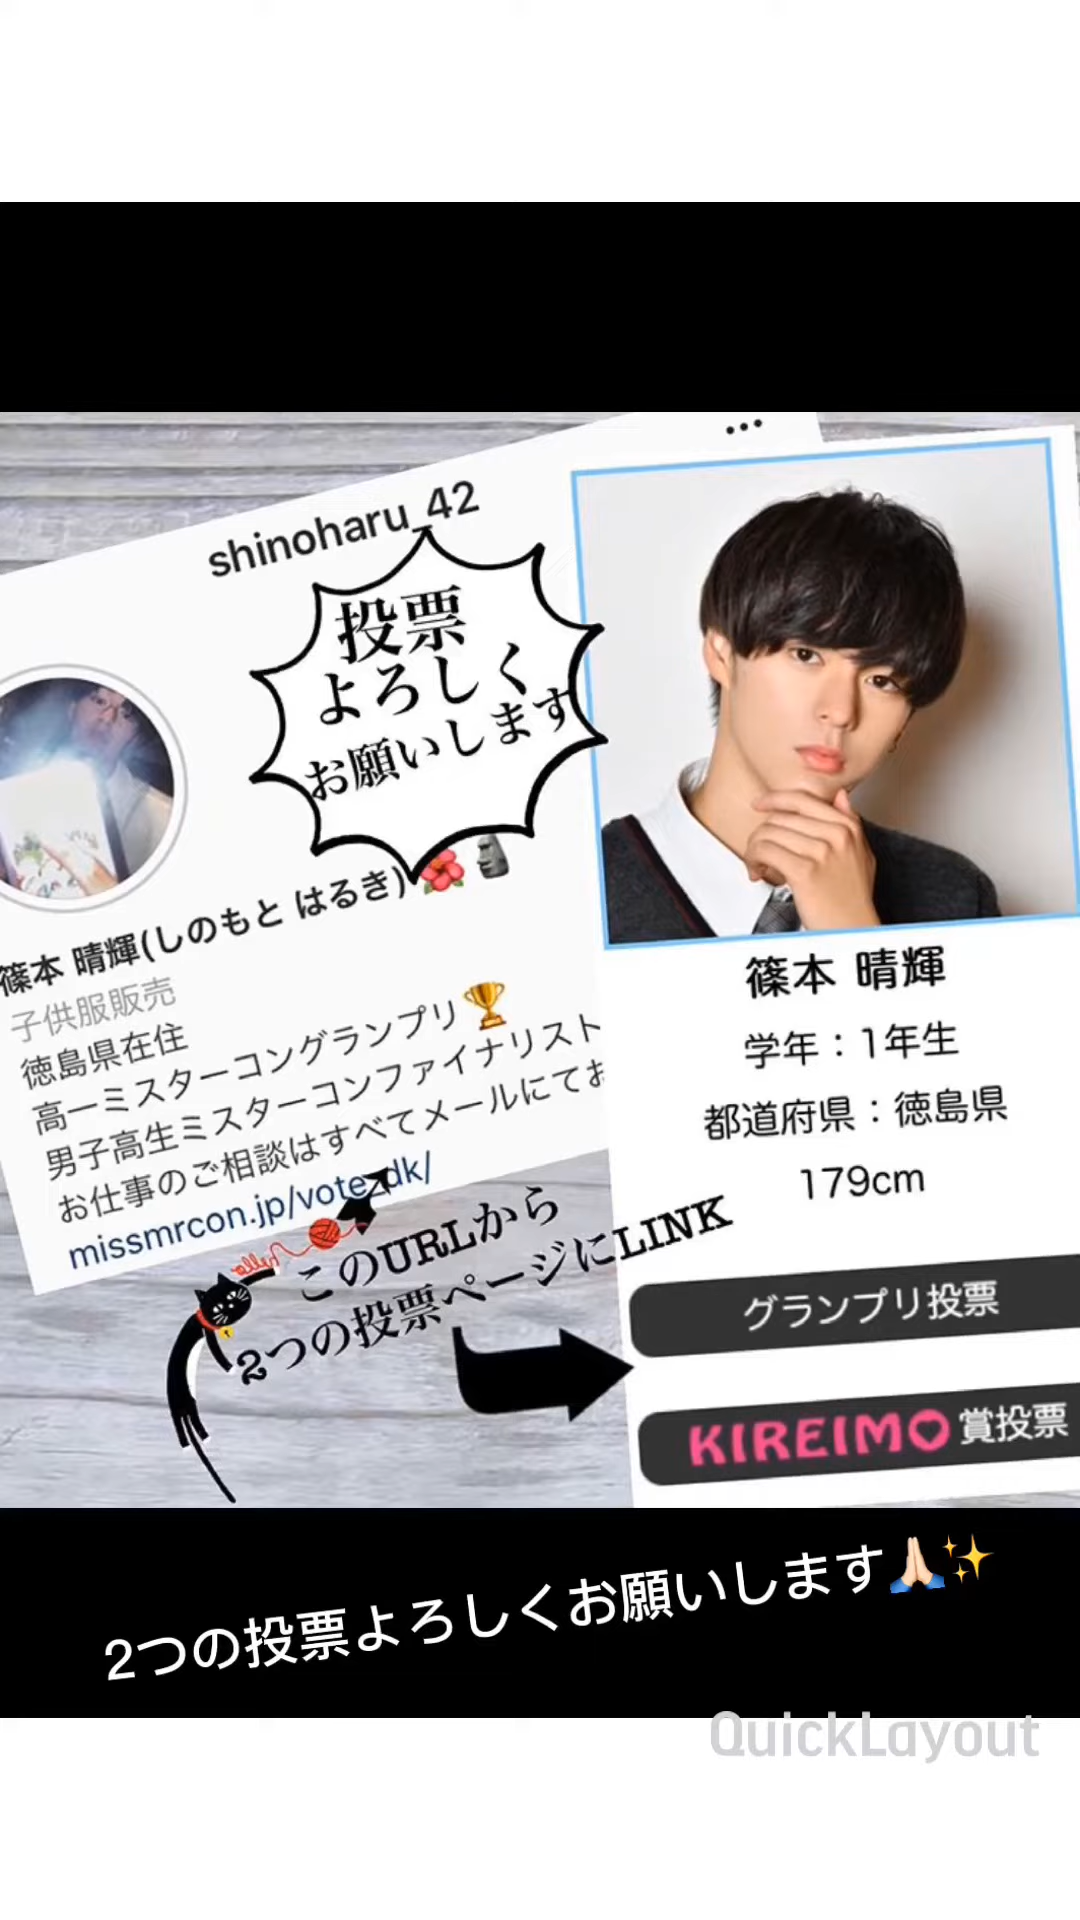 shinoharu_42
投票
よろしく
お願いします
篠本 晴輝(しのもと はるき)🌺🗿
子供服販売
徳島県在住
高一ミスターコングランプリ🏆
男子高生ミスターコンファイナリスト
お仕事のご相談はすべてメールにてお
missmrcon.jp/vote_dk/
hello
このURLから
2つの投票ページにLINK
篠本 晴輝
学年：1年生
都道府県：徳島県
179cm
グランプリ投票
KIREIMO賞投票
2つの投票よろしくお願いします🙏🏻✨
QuickLayout